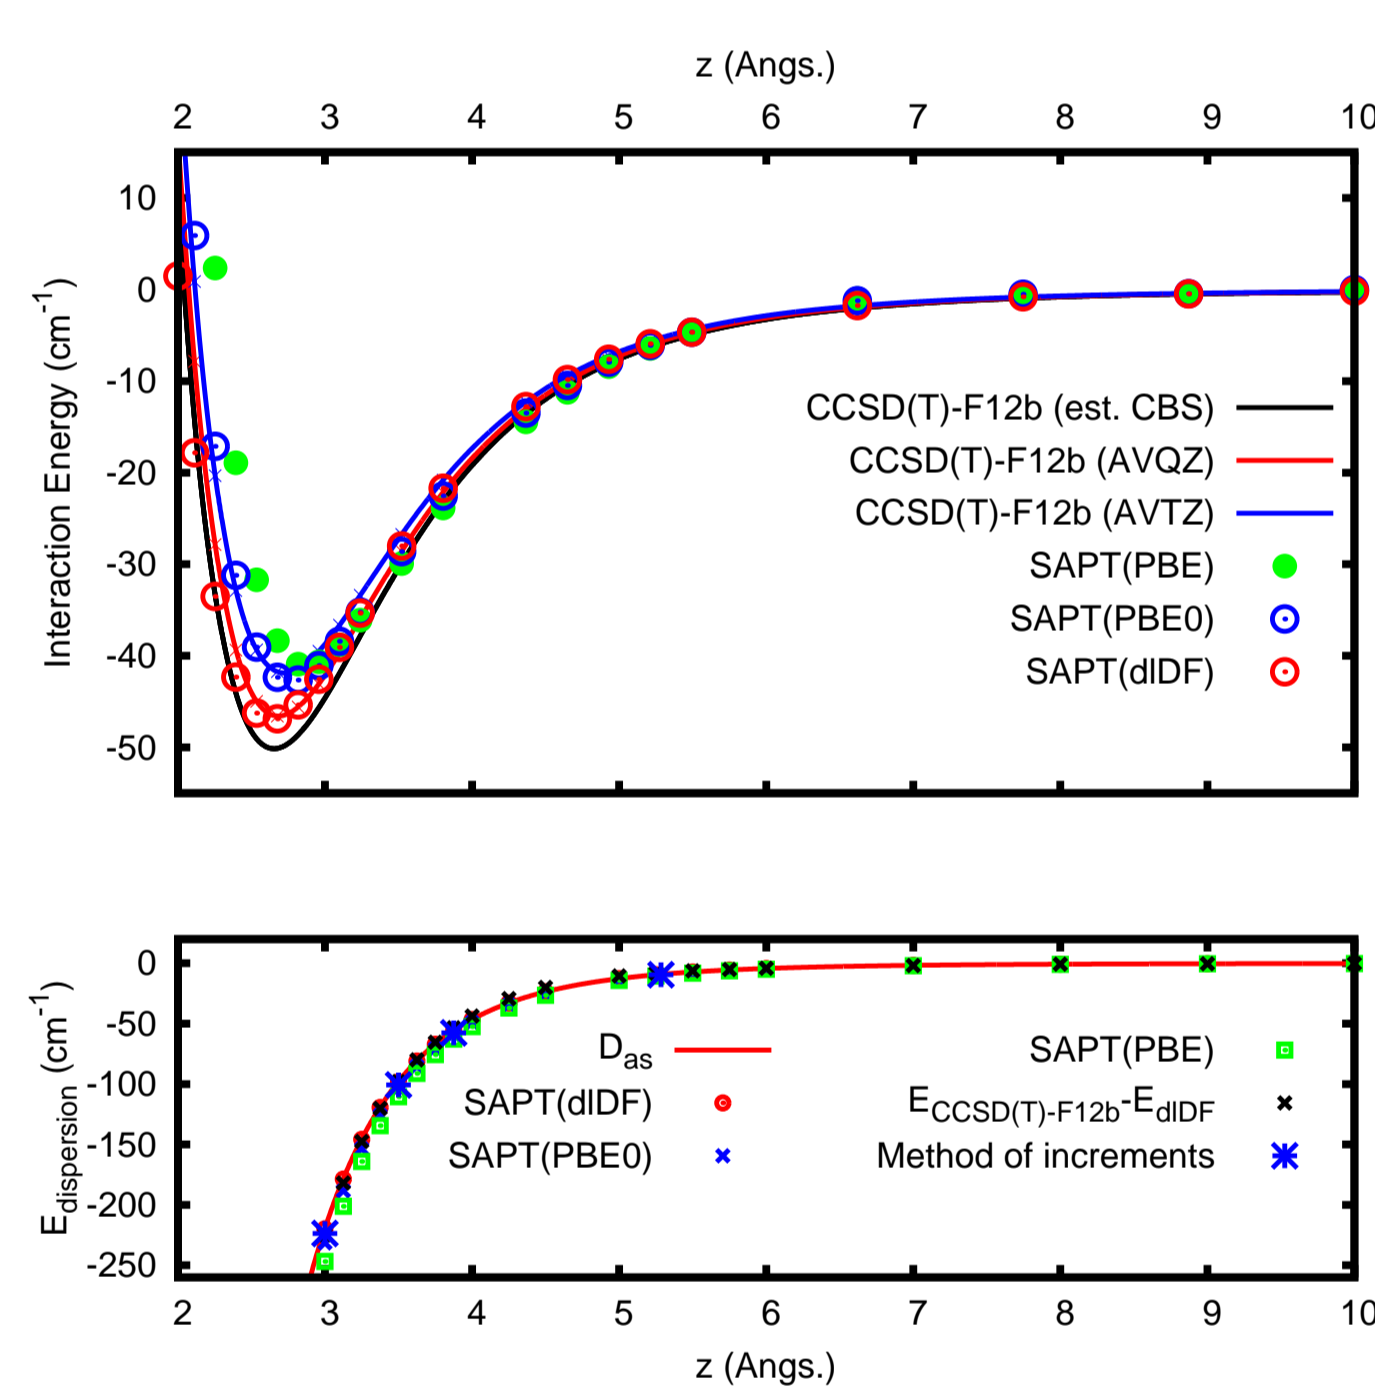 z (Angs.)
2 3 4 5 6 7 8 9 10
10
0
-10
-20
-30
-40
-50
Interaction Energy (cm-1)
CCSD(T)-F12b (est. CBS)
CCSD(T)-F12b (AVQZ)
CCSD(T)-F12b (AVTZ)
SAPT(PBE)
SAPT(PBE0)
SAPT(dlDF)
0
-50
-100
-150
-200
-250
Edispersion (cm-1)
Das
SAPT(dlDF)
SAPT(PBE0)
SAPT(PBE)
ECCSD(T)-F12b-EdlDF
Method of increments
2 3 4 5 6 7 8 9 10
z (Angs.)